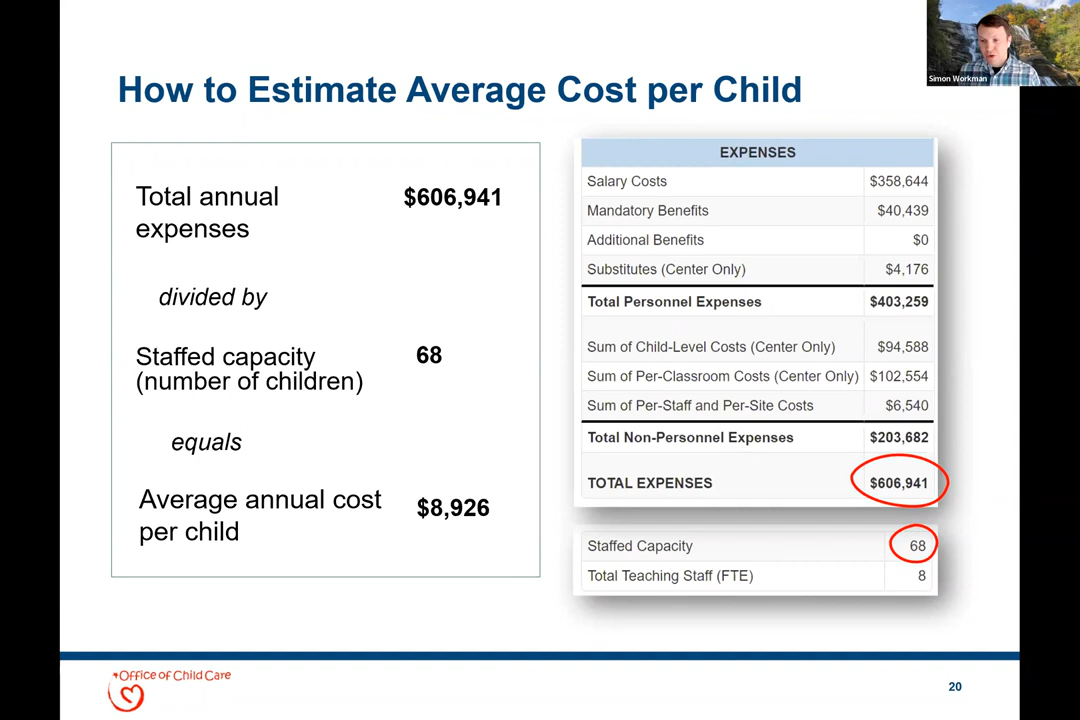 Simon Workman
How to Estimate Average Cost per Child
Total annual $606,941
expenses
divided by
Staffed capacity 68
(number of children)
equals
Average annual cost $8,926
per child
EXPENSES
Salary Costs $358,644
Mandatory Benefits $40,439
Additional Benefits $0
Substitutes (Center Only) $4,176
Total Personnel Expenses $403,259
Sum of Child-Level Costs (Center Only) $94,588
Sum of Per-Classroom Costs (Center Only) $102,554
Sum of Per-Staff and Per-Site Costs $6,540
Total Non-Personnel Expenses $203,682
TOTAL EXPENSES $606,941
Staffed Capacity 68
Total Teaching Staff (FTE) 8
Office of Child Care
20